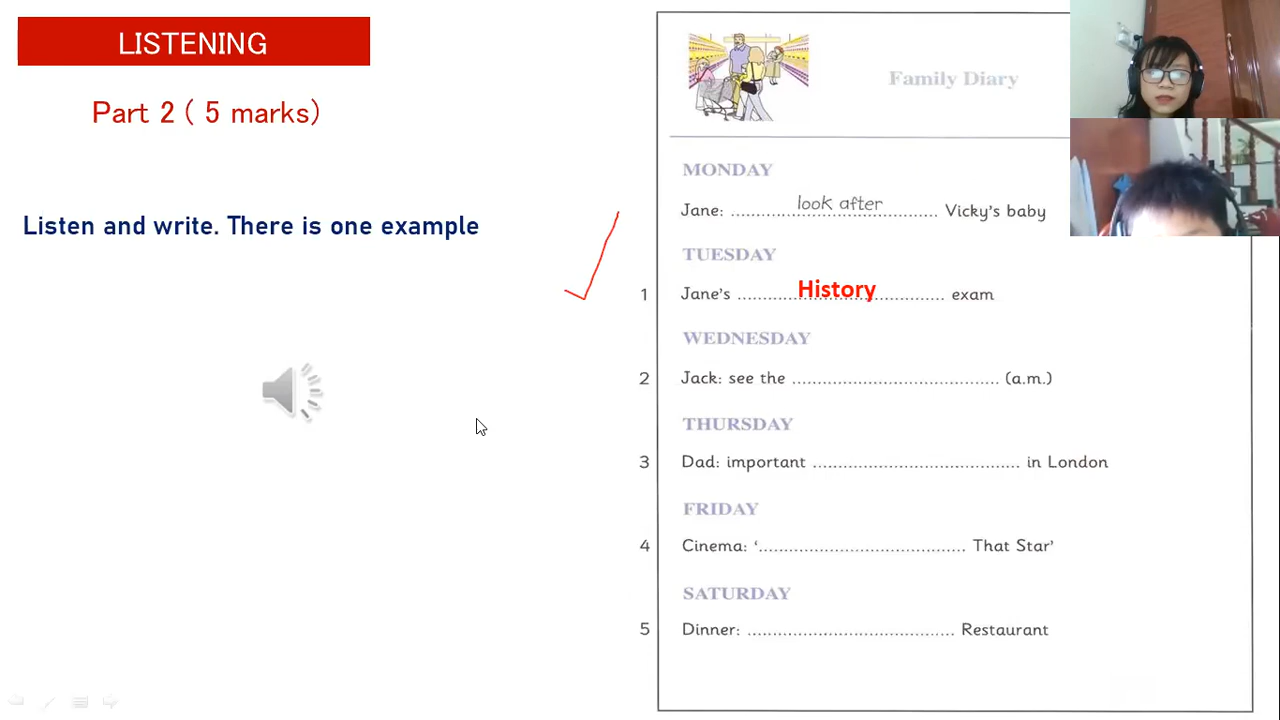 LISTENING
Part 2 ( 5 marks)
Listen and write. There is one example
Family Diary
MONDAY
Jane: ........ look after ........ Vicky's baby
TUESDAY
1 Jane's ........ History ........ exam
WEDNESDAY
2 Jack: see the ........................................ (a.m.)
THURSDAY
3 Dad: important ........................................ in London
FRIDAY
4 Cinema: '........................................ That Star'
SATURDAY
5 Dinner: ........................................ Restaurant